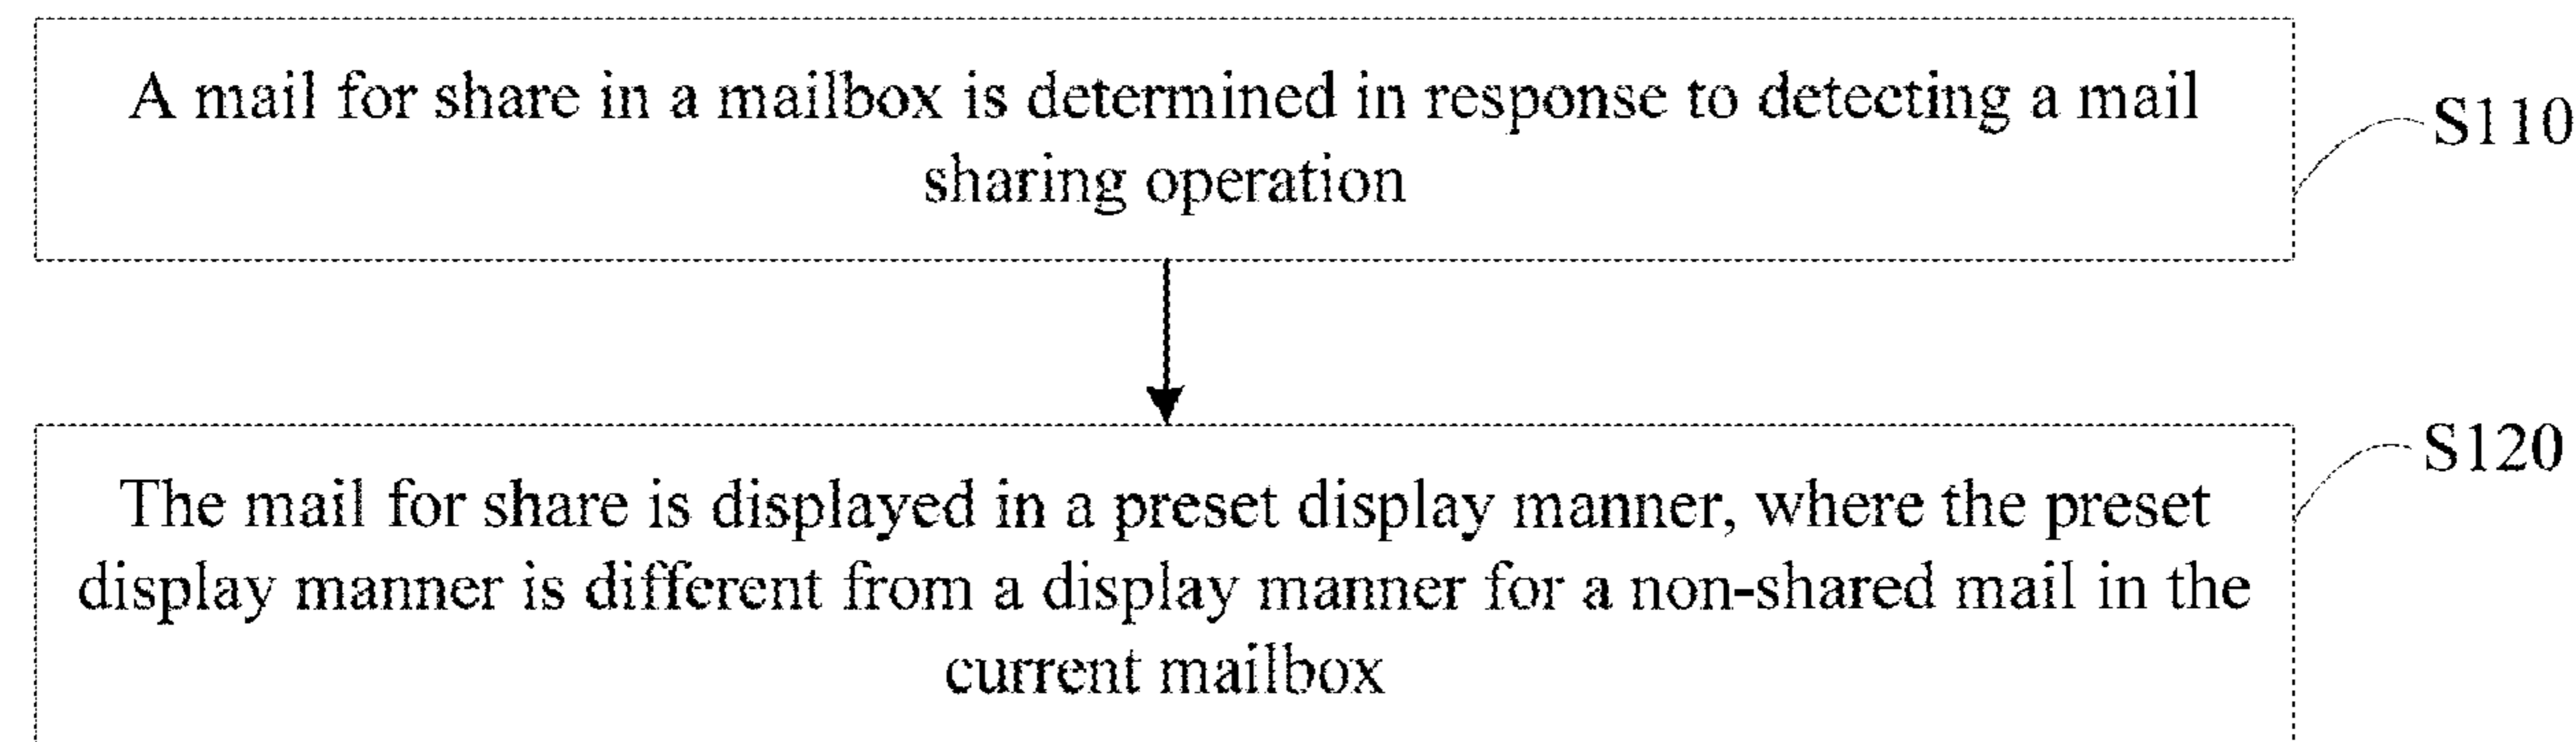 A mail for share in a mailbox is determined in response to detecting a mail
sharing operation
S110
The mail for share is displayed in a preset display manner, where the preset
display manner is different from a display manner for a non-shared mail in the
current mailbox
S120